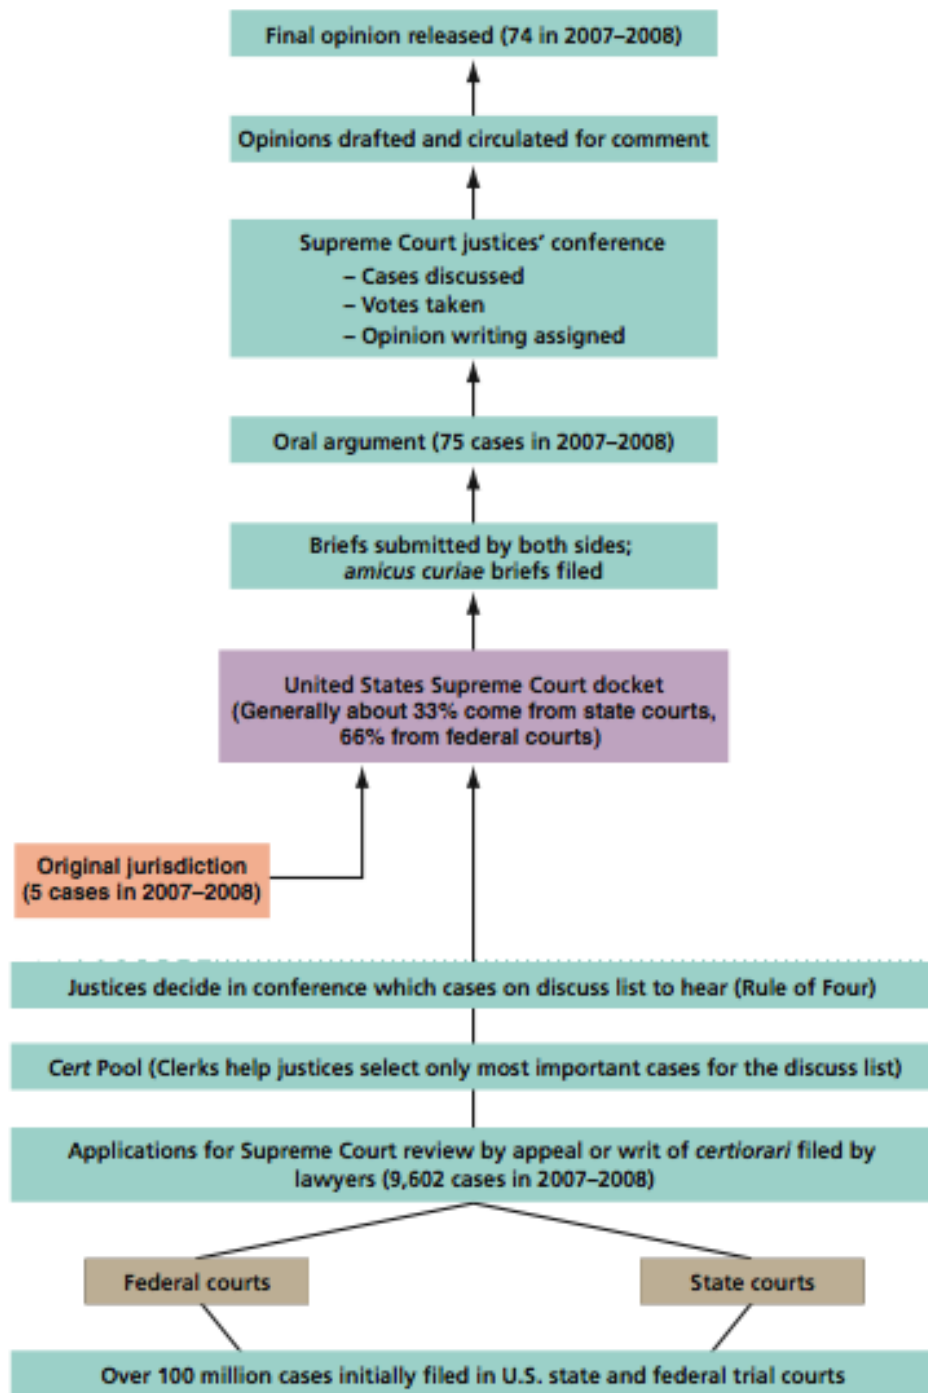 Final opinion released (74 in 2007–2008)
Opinions drafted and circulated for comment
Supreme Court justices’ conference
– Cases discussed
– Votes taken
– Opinion writing assigned
Oral argument (75 cases in 2007–2008)
Briefs submitted by both sides;
amicus curiae briefs filed
United States Supreme Court docket
(Generally about 33% come from state courts,
66% from federal courts)
Original jurisdiction
(5 cases in 2007–2008)
Justices decide in conference which cases on discuss list to hear (Rule of Four)
Cert Pool (Clerks help justices select only most important cases for the discuss list)
Applications for Supreme Court review by appeal or writ of certiorari filed by
lawyers (9,602 cases in 2007–2008)
Federal courts
State courts
Over 100 million cases initially filed in U.S. state and federal trial courts